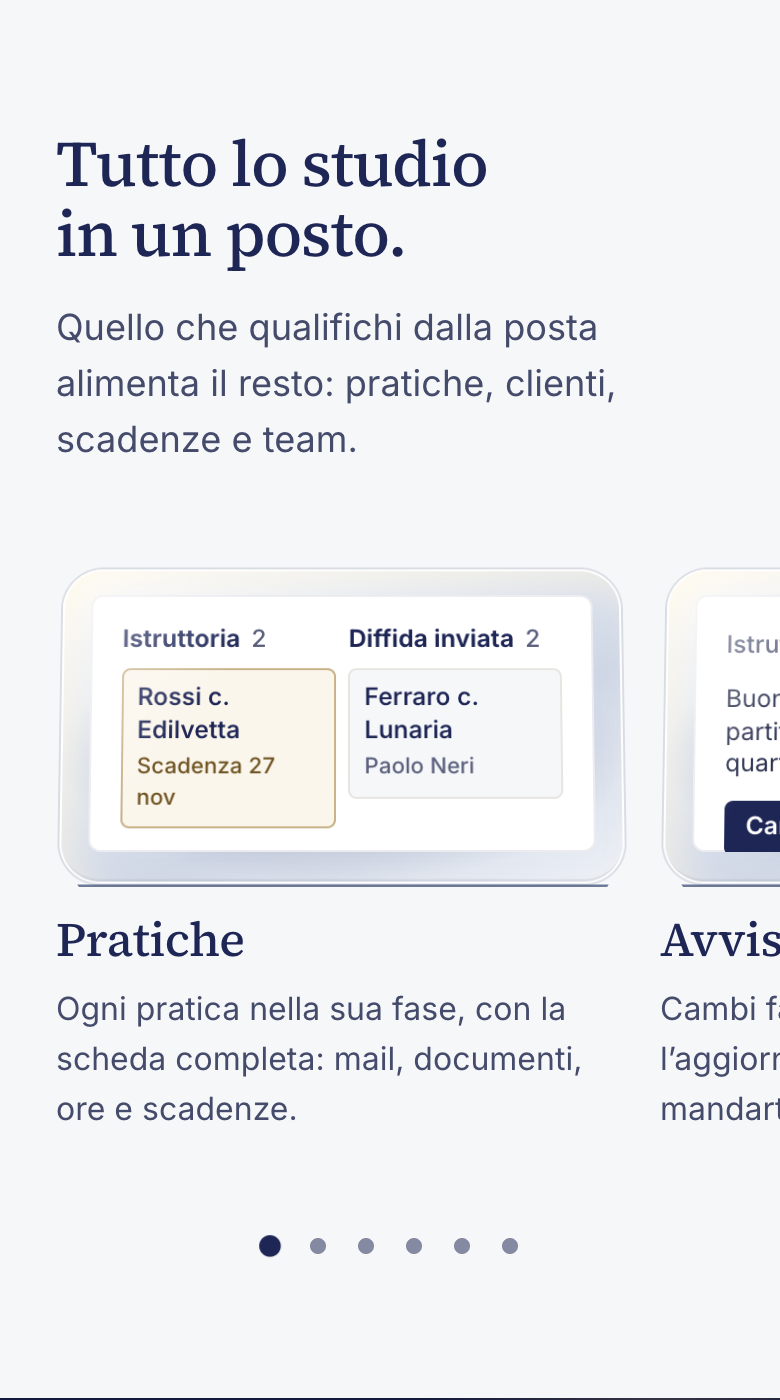 Tutto lo studio
in un posto.
Quello che qualifichi dalla posta
alimenta il resto: pratiche, clienti,
scadenze e team.
Istruttoria 2
Rossi c.
Edilvetta
Scadenza 27
nov
Diffida inviata 2
Ferraro c.
Lunaria
Paolo Neri
Pratiche
Ogni pratica nella sua fase, con la
scheda completa: mail, documenti,
ore e scadenze.
Cambi